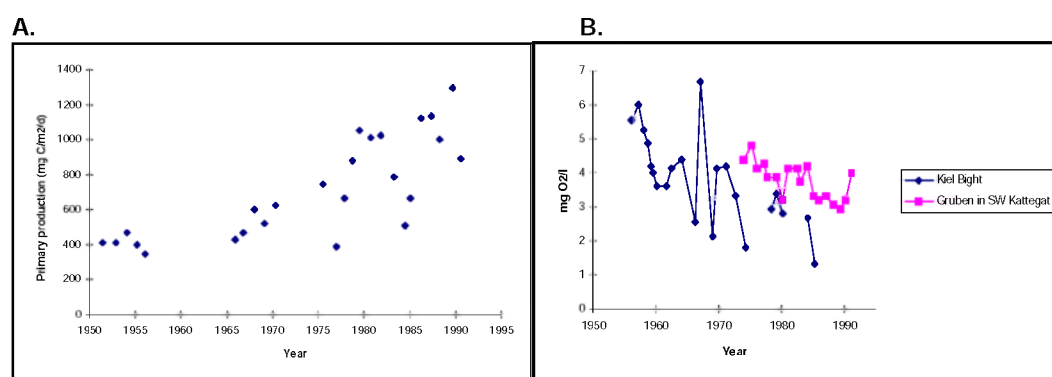 A.
Primary production (mg C/m2/d)
1400
1200
1000
800
600
400
200
0
1950 1955 1960 1965 1970 1975 1980 1985 1990 1995
Year
B.
mg O2/l
7
6
5
4
3
2
1
0
1950 1960 1970 1980 1990
Year
Kiel Bight
Gruben in SW Kattegat